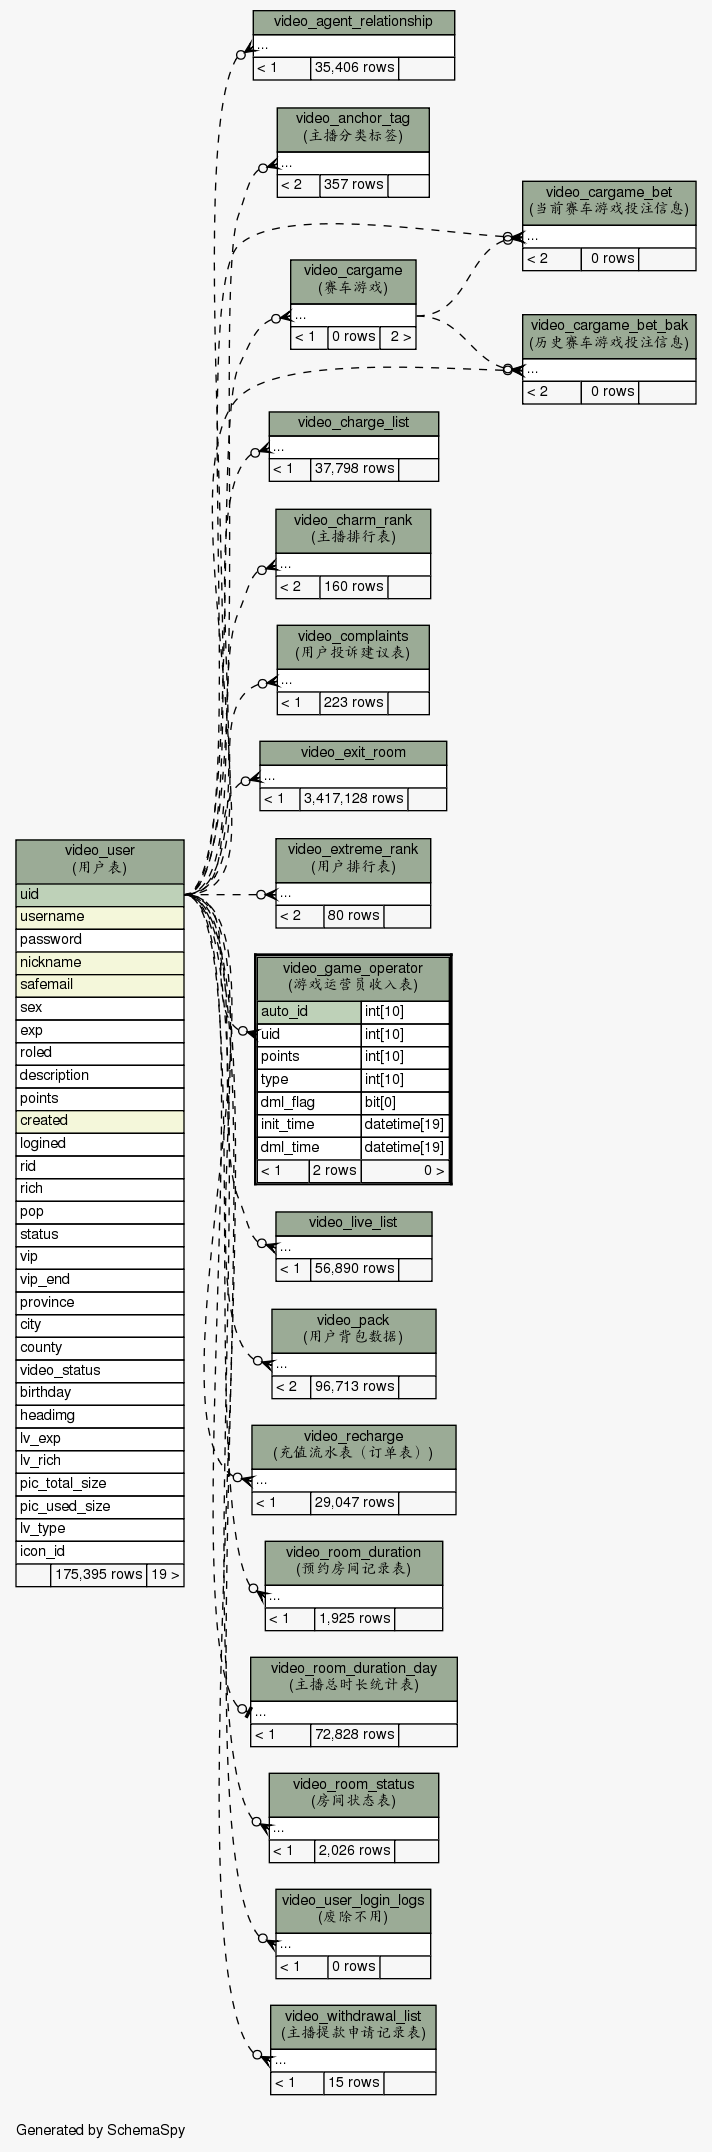 video_agent_relationship
...
< 1 35,406 rows
video_anchor_tag
(主播分类标签)
...
< 2 357 rows
video_cargame_bet
(当前赛车游戏投注信息)
...
< 2 0 rows
video_cargame
(赛车游戏)
...
< 1 0 rows 2 >
video_cargame_bet_bak
(历史赛车游戏投注信息)
...
< 2 0 rows
video_charge_list
...
< 1 37,798 rows
video_charm_rank
(主播排行表)
...
< 2 160 rows
video_complaints
(用户投诉建议表)
...
< 1 223 rows
video_exit_room
...
< 1 3,417,128 rows
video_user
(用户表)
uid
username
password
nickname
safemail
sex
exp
roled
description
points
created
logined
rid
rich
pop
status
vip
vip_end
province
city
county
video_status
birthday
headimg
lv_exp
lv_rich
pic_total_size
pic_used_size
lv_type
icon_id
175,395 rows 19 >
video_extreme_rank
(用户排行表)
...
< 2 80 rows
video_game_operator
(游戏运营员收入表)
auto_id int[10]
uid int[10]
points int[10]
type int[10]
dml_flag bit[0]
init_time datetime[19]
dml_time datetime[19]
< 1 2 rows 0 >
video_live_list
...
< 1 56,890 rows
video_pack
(用户背包数据)
...
< 2 96,713 rows
video_recharge
(充值流水表（订单表）)
...
< 1 29,047 rows
video_room_duration
(预约房间记录表)
...
< 1 1,925 rows
video_room_duration_day
(主播总时长统计表)
...
< 1 72,828 rows
video_room_status
(房间状态表)
...
< 1 2,026 rows
video_user_login_logs
(废除不用)
...
< 1 0 rows
video_withdrawal_list
(主播提款申请记录表)
...
< 1 15 rows
Generated by SchemaSpy